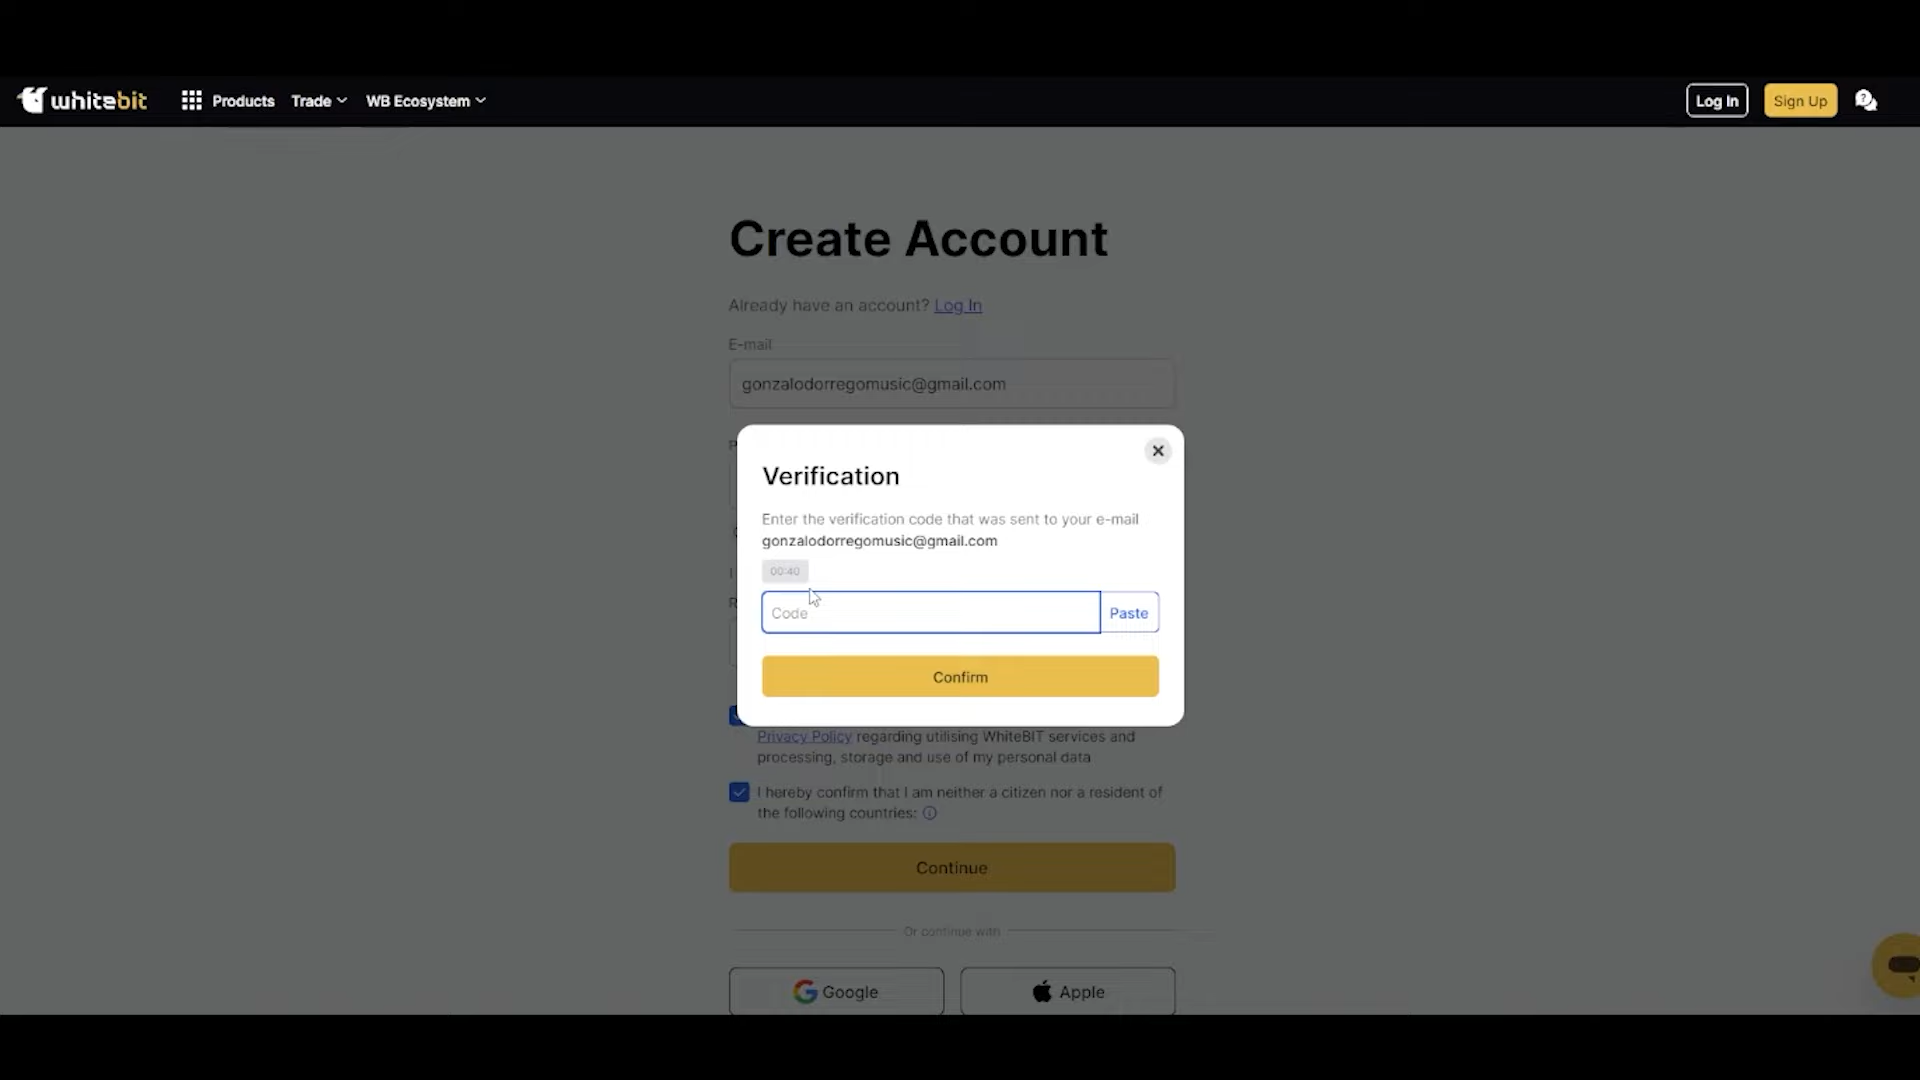 whitebit
Products
Trade
WB Ecosystem
Log In
Sign Up
Create Account
Already have an account? Log In
E-mail
gonzalodorregomusic@gmail.com
Verification
Enter the verification code that was sent to your e-mail
gonzalodorregomusic@gmail.com
00:40
Code
Paste
Confirm
Privacy Policy regarding utilising WhiteBIT services and
processing, storage and use of my personal data
I hereby confirm that I am neither a citizen nor a resident of
the following countries:
Continue
Or continue with
Google
Apple